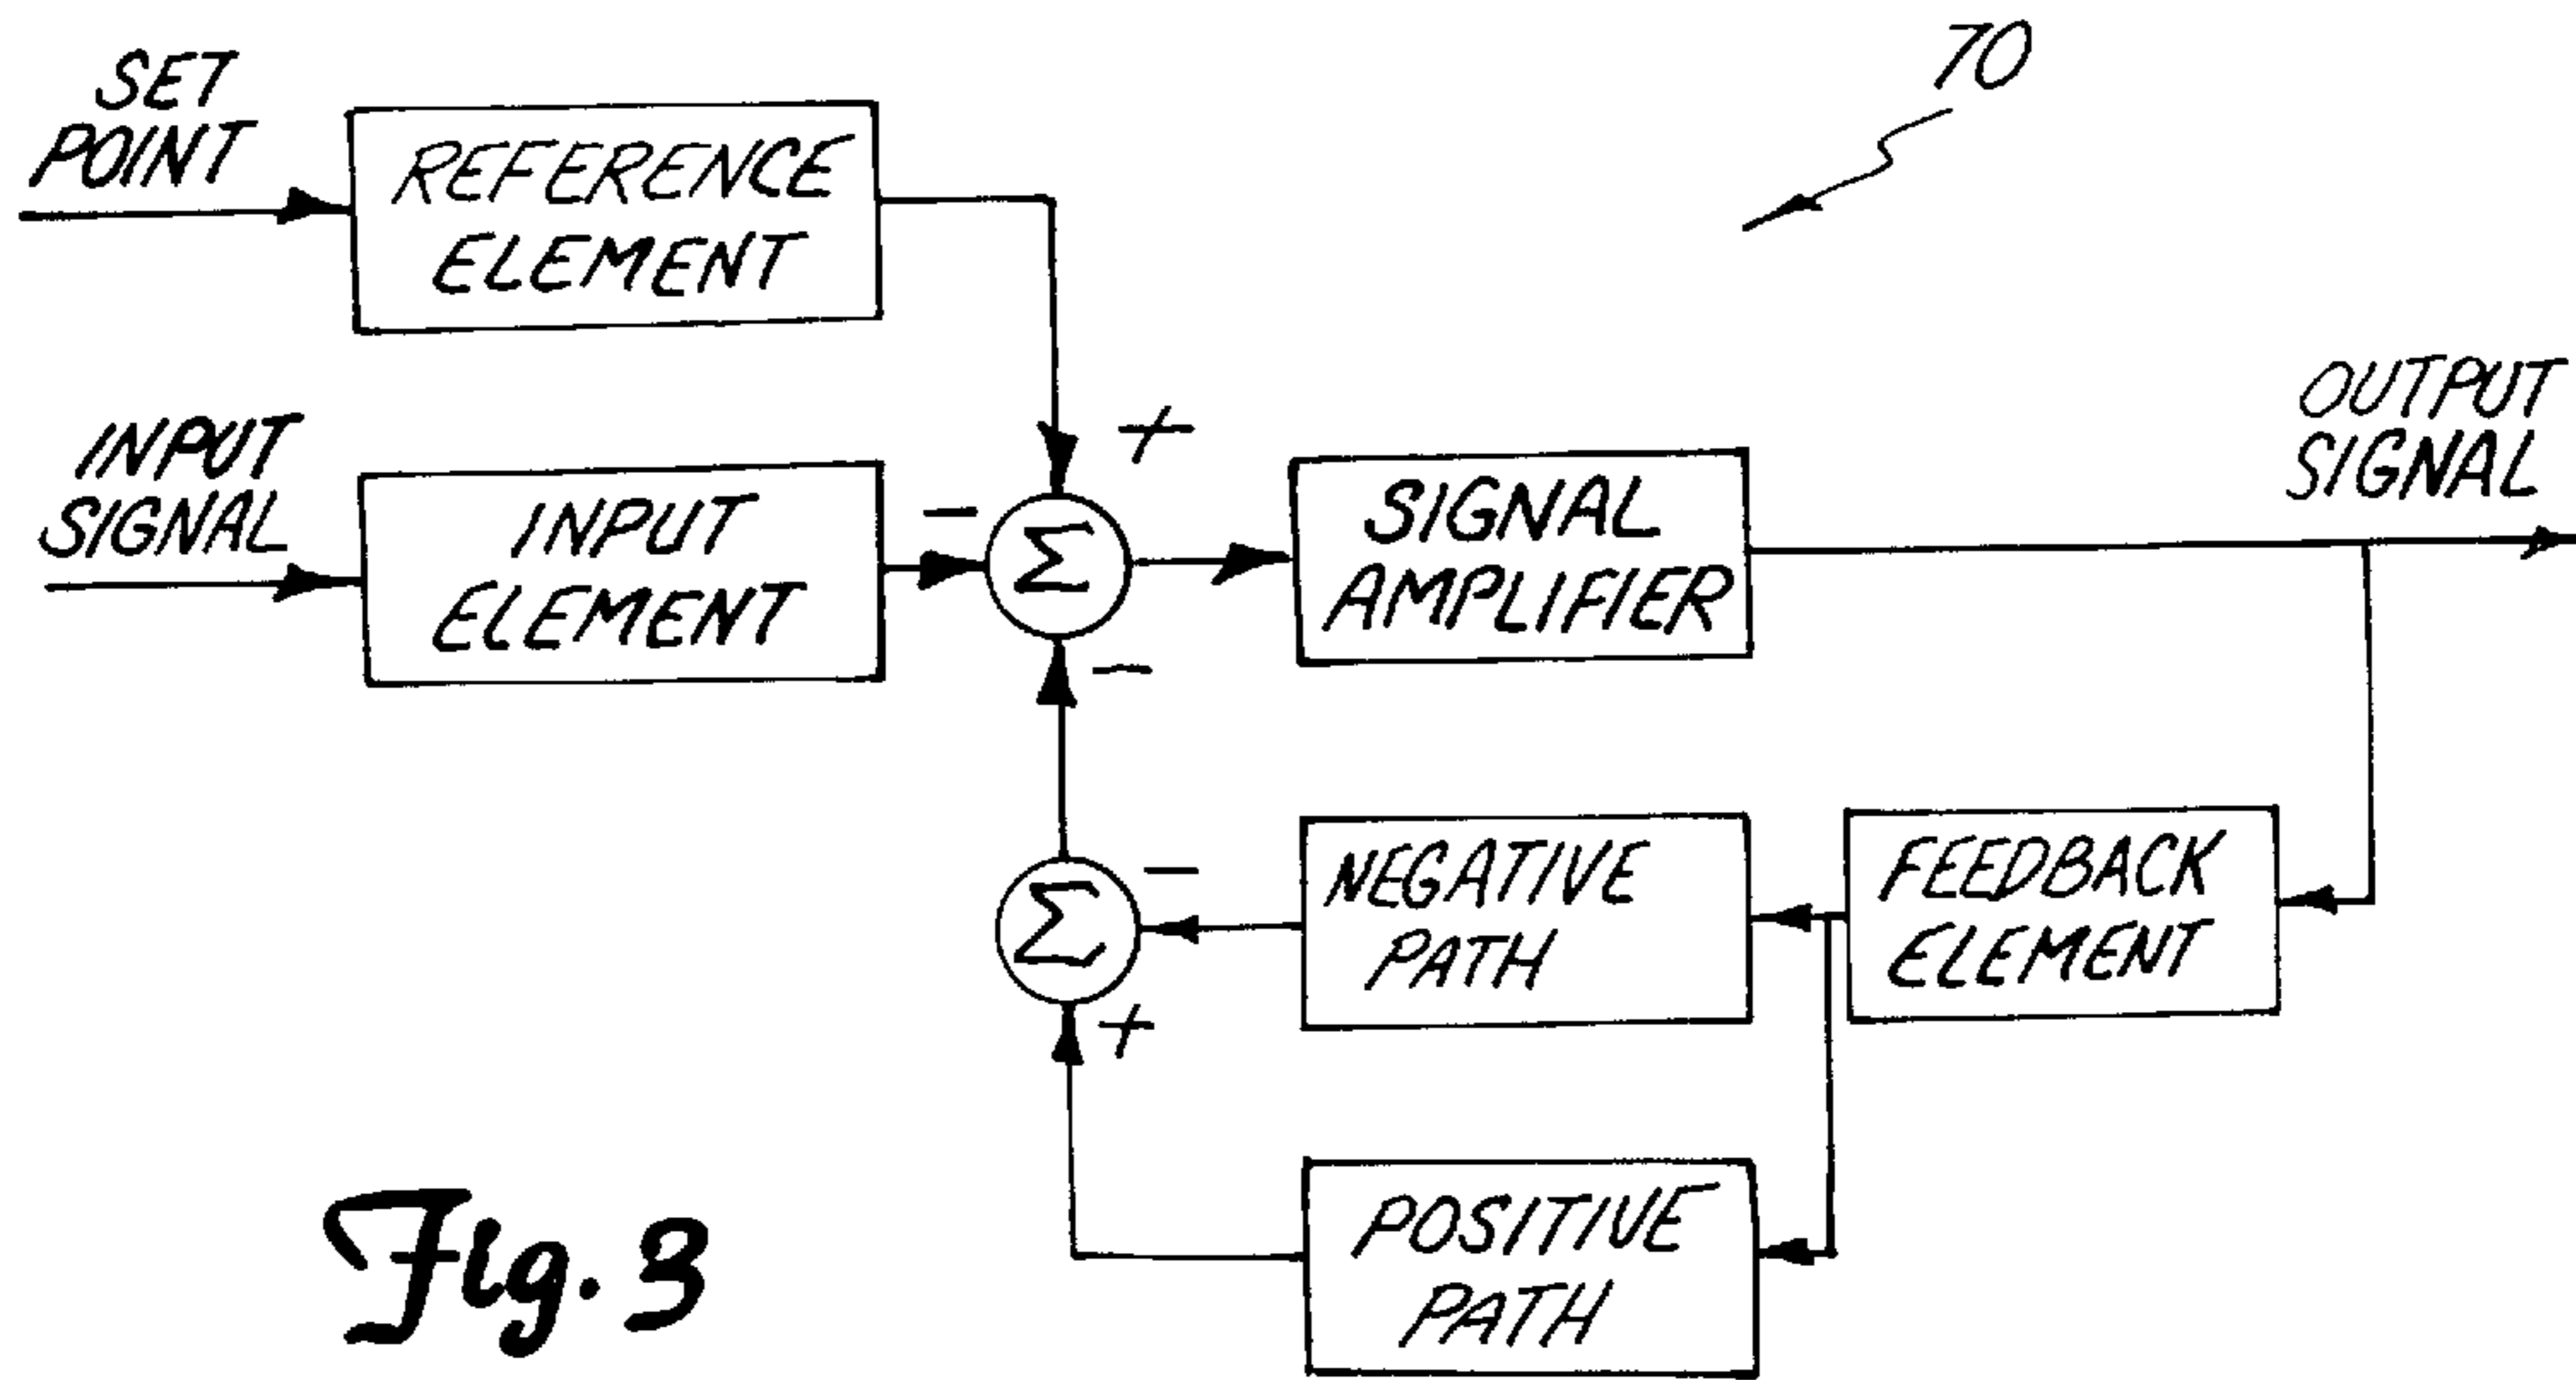 70
SET
POINT
REFERENCE
ELEMENT
+
INPUT
SIGNAL
INPUT
ELEMENT
−
Σ
−
SIGNAL
AMPLIFIER
OUTPUT
SIGNAL
Σ
−
+
NEGATIVE
PATH
FEEDBACK
ELEMENT
POSITIVE
PATH
Fig. 3